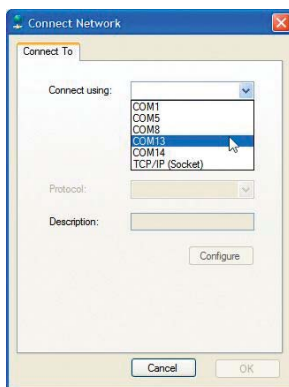 Connect Network
Connect To
Connect using:
COM1
COM5
COM8
COM13
COM14
TCP/IP (Socket)
Protocol:
Description:
Configure
Cancel
OK